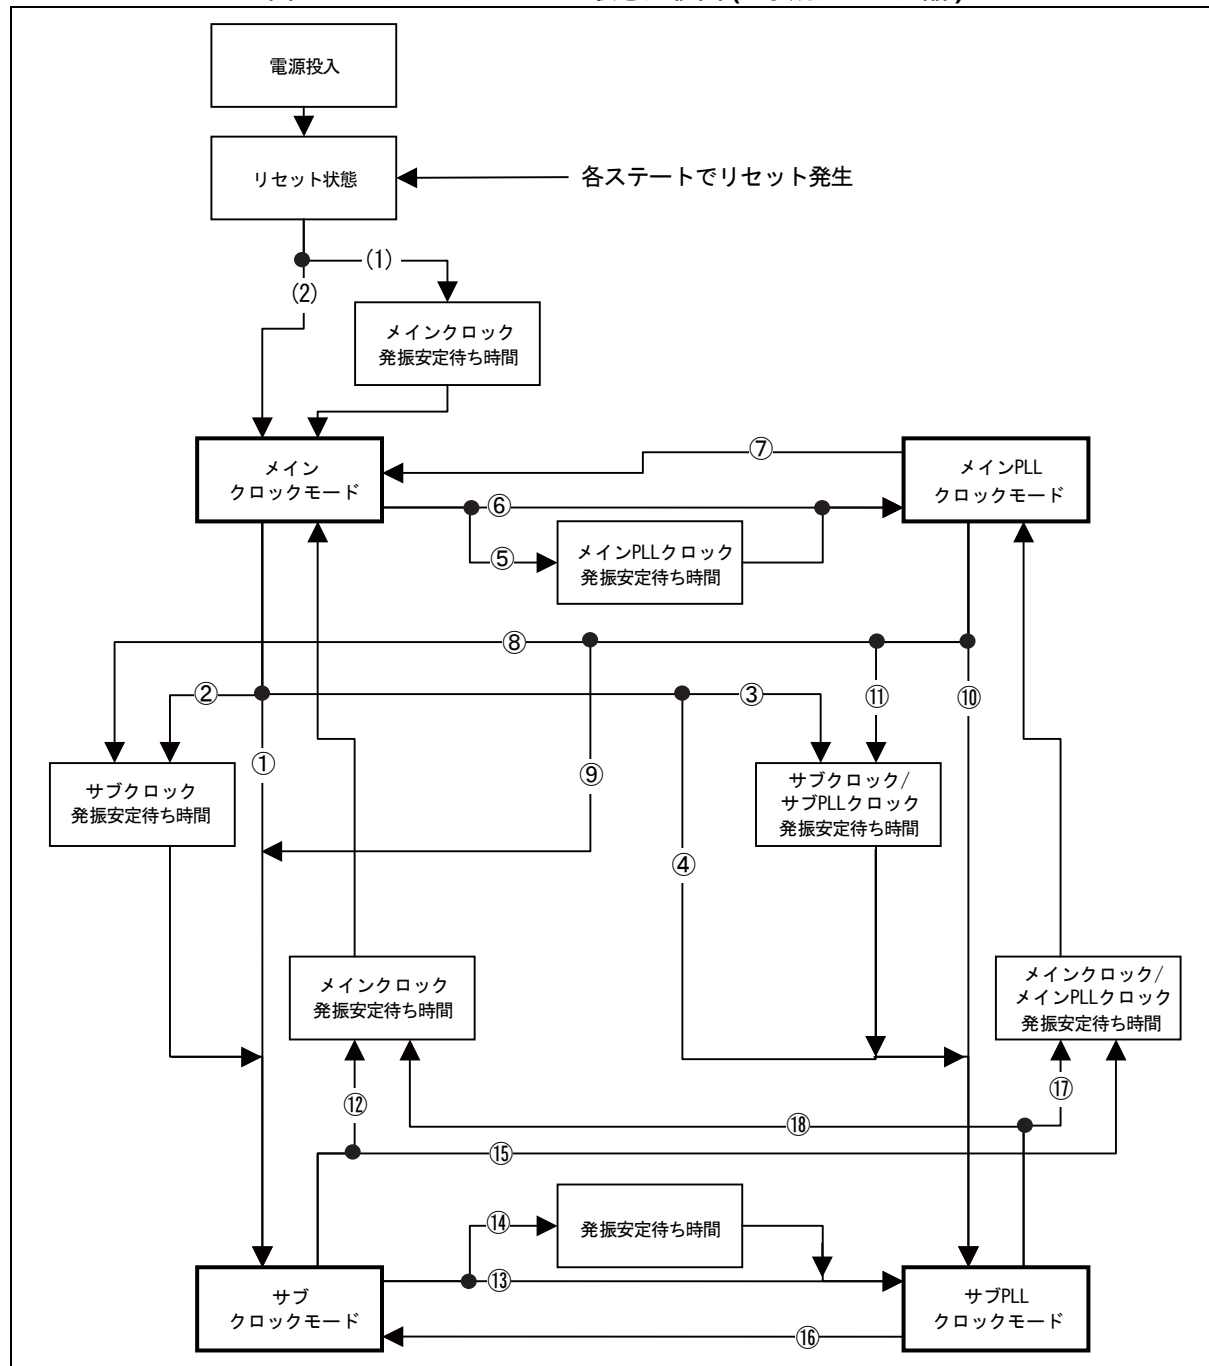 電源投入
リセット状態
各ステートでリセット発生
(1)
(2)
メインクロック
発振安定待ち時間
メイン
クロックモード
⑦
メインPLL
クロックモード
⑥
⑤
メインPLLクロック
発振安定待ち時間
⑧
②
③
⑪
⑩
①
⑨
サブクロック
発振安定待ち時間
サブクロック/
サブPLLクロック
発振安定待ち時間
④
メインクロック
発振安定待ち時間
メインクロック/
メインPLLクロック
発振安定待ち時間
⑫
⑰
⑱
⑮
⑭
発振安定待ち時間
⑬
サブ
クロックモード
サブPLL
クロックモード
⑯